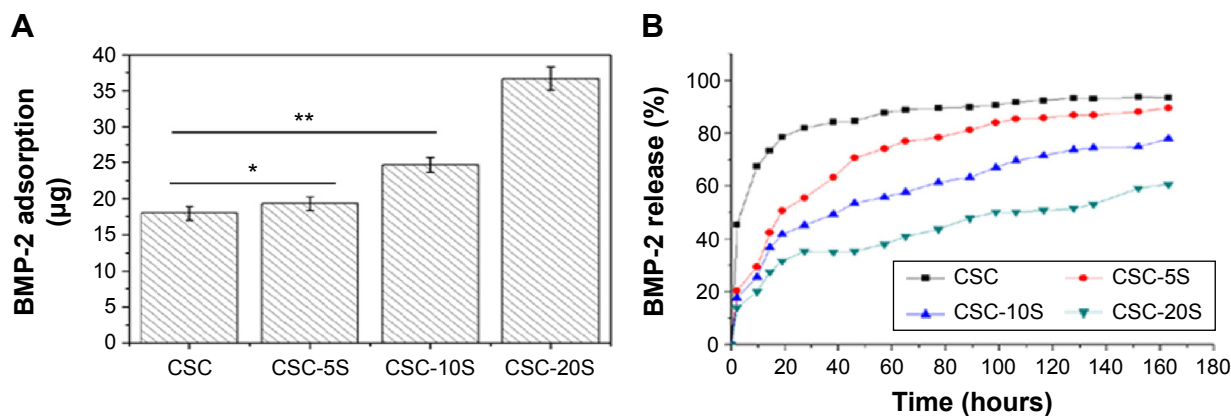 A
BMP-2 adsorption
(µg)
40
35
30
25
20
15
10
5
0
**
*
CSC
CSC-5S
CSC-10S
CSC-20S
B
BMP-2 release (%)
100
80
60
40
20
0
CSC
CSC-5S
CSC-10S
CSC-20S
0 20 40 60 80 100 120 140 160 180
Time (hours)